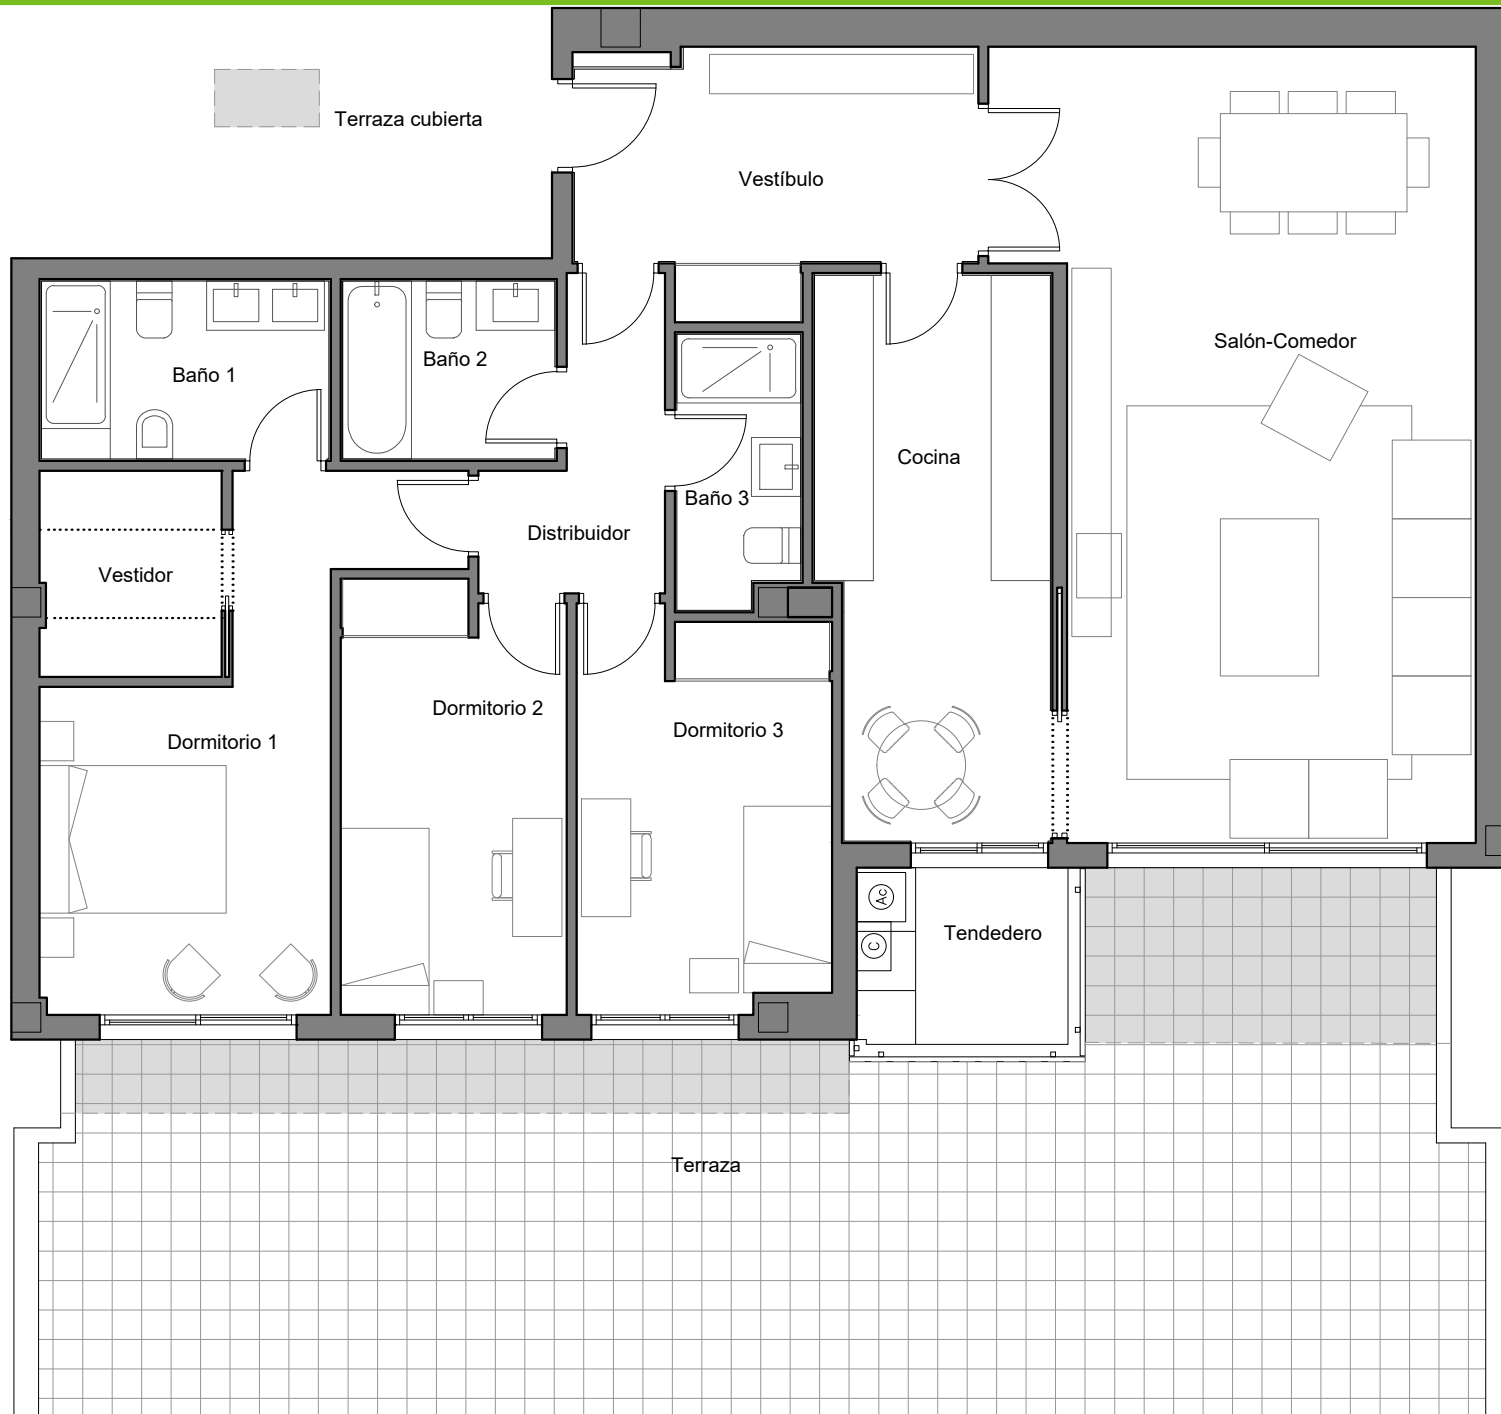 Terraza cubierta
Vestíbulo
Salón-Comedor
Baño 1
Baño 2
Cocina
Baño 3
Distribuidor
Vestidor
Dormitorio 1
Dormitorio 2
Dormitorio 3
Ac
C
Tendedero
Terraza